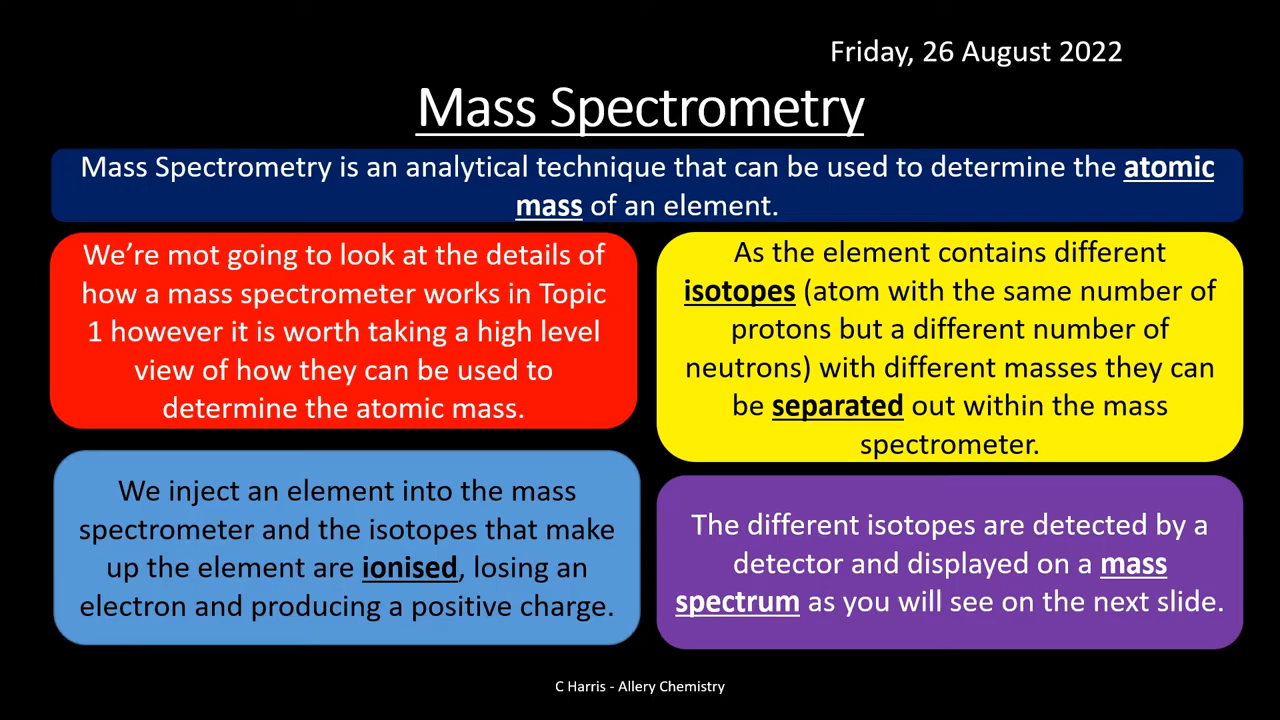 Friday, 26 August 2022
Mass Spectrometry
Mass Spectrometry is an analytical technique that can be used to determine the atomic
mass of an element.
We’re mot going to look at the details of
how a mass spectrometer works in Topic
1 however it is worth taking a high level
view of how they can be used to
determine the atomic mass.
We inject an element into the mass
spectrometer and the isotopes that make
up the element are ionised, losing an
electron and producing a positive charge.
As the element contains different
isotopes (atom with the same number of
protons but a different number of
neutrons) with different masses they can
be separated out within the mass
spectrometer.
The different isotopes are detected by a
detector and displayed on a mass
spectrum as you will see on the next slide.
C Harris - Allery Chemistry